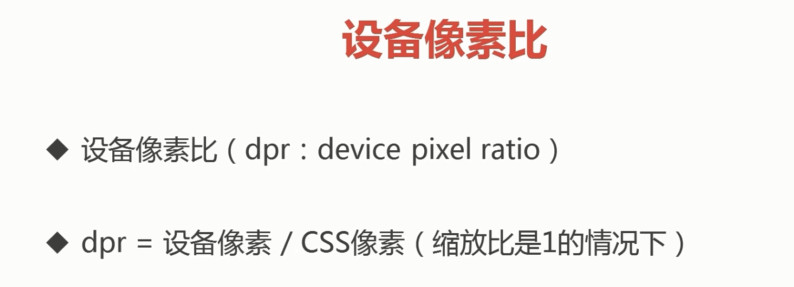 设备像素比
◆ 设备像素比（dpr：device pixel ratio）
◆ dpr = 设备像素 / CSS像素（缩放比是1的情况下）